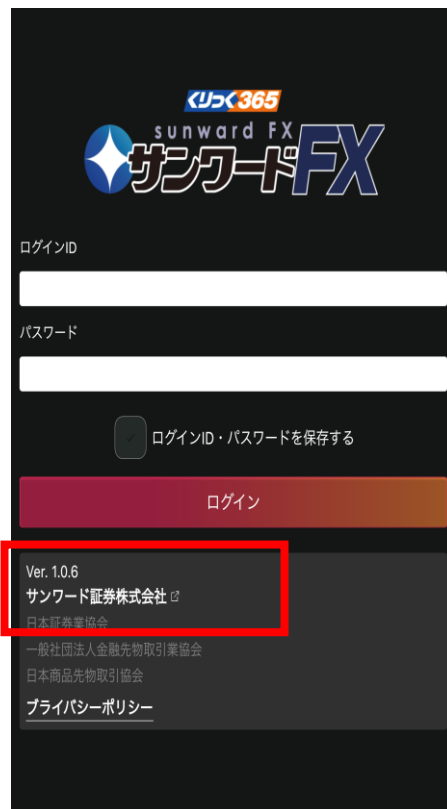 くりっく365
sunward FX
サンワードFX
ログインID
パスワード
ログインID・パスワードを保存する
ログイン
Ver. 1.0.6
サンワード証券株式会社
日本証券業協会
一般社団法人金融先物取引業協会
日本商品先物取引協会
プライバシーポリシー